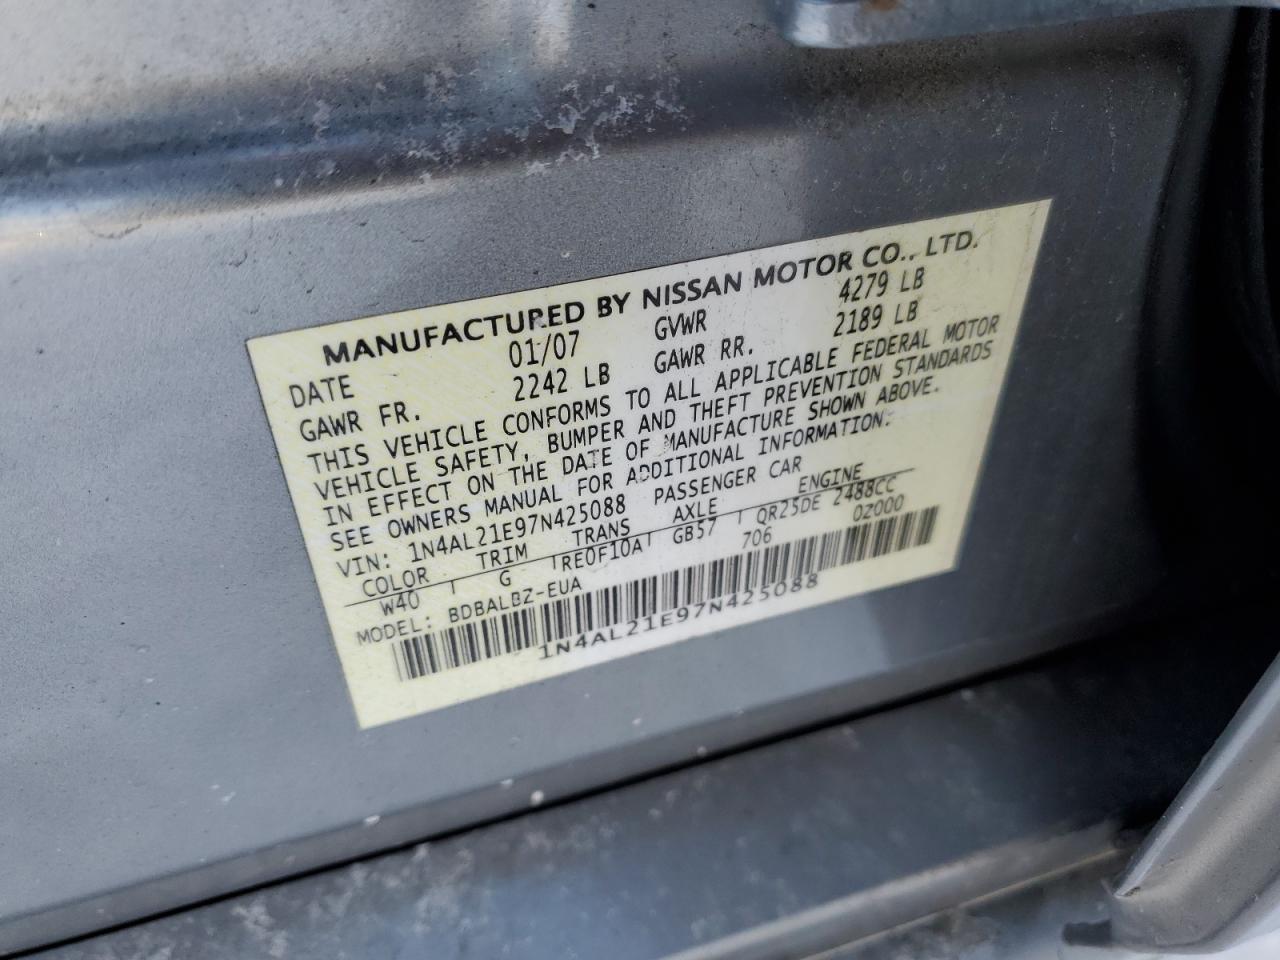 MANUFACTURED BY NISSAN MOTOR CO., LTD.
DATE 01/07 GVWR 4279 LB
GAWR FR. 2242 LB GAWR RR. 2189 LB
THIS VEHICLE CONFORMS TO ALL APPLICABLE FEDERAL MOTOR
VEHICLE SAFETY, BUMPER AND THEFT PREVENTION STANDARDS
IN EFFECT ON THE DATE OF MANUFACTURE SHOWN ABOVE.
SEE OWNERS MANUAL FOR ADDITIONAL INFORMATION.
VIN: 1N4AL21E97N425088 PASSENGER CAR
COLOR TRIM TRANS AXLE ENGINE
W40 G RE0F10A GB57 QR25DE 2488CC
MODEL: BDBALBZ-EUA 706 0Z000
1N4AL21E97N425088